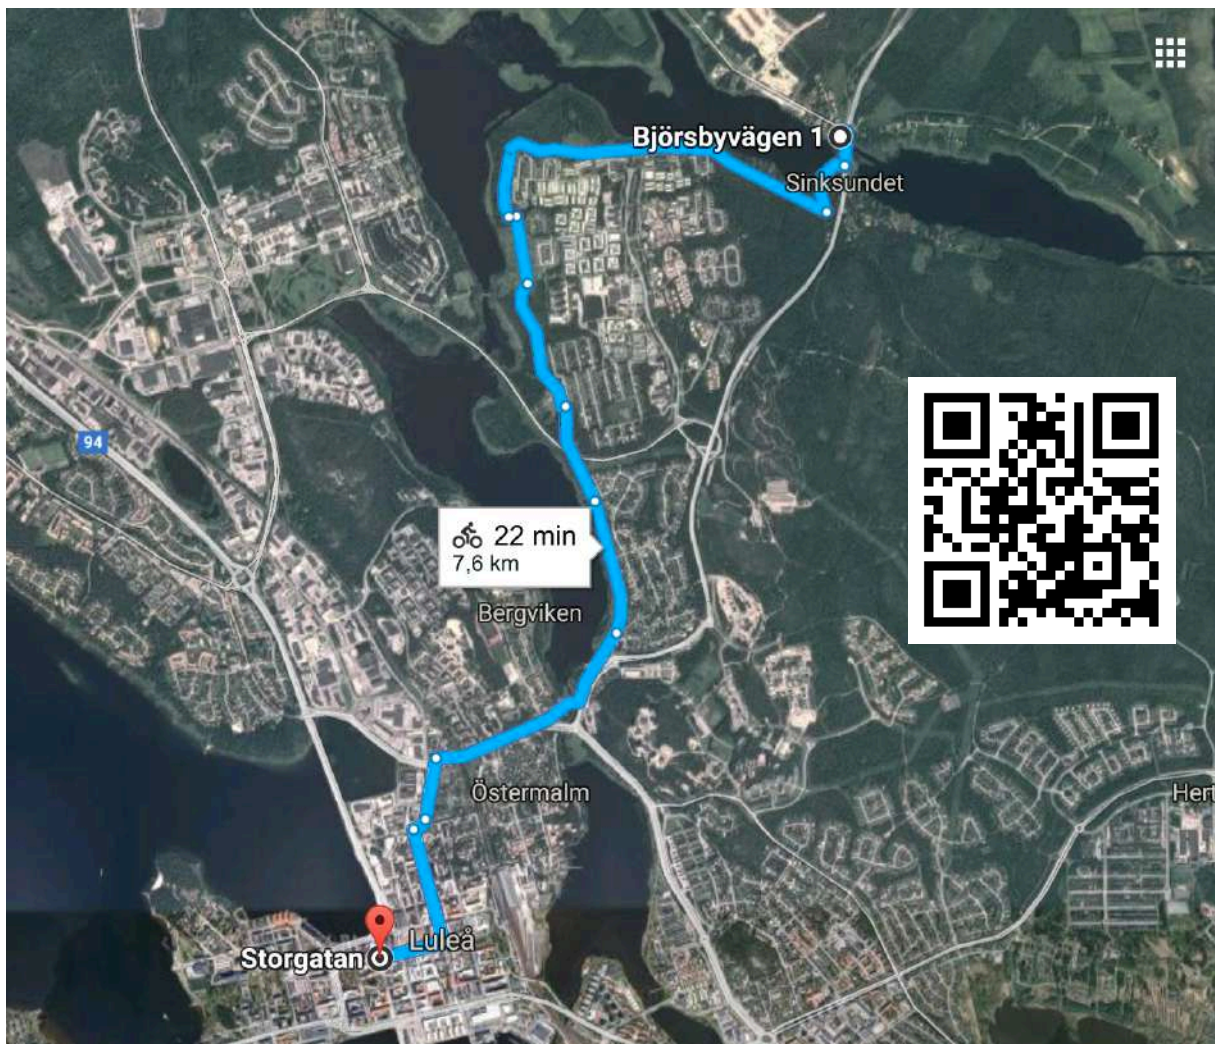 Björsbyvägen 1
Sinksundet
94
22 min
7,6 km
Bergviken
Östermalm
Hert
Luleå
Storgatan